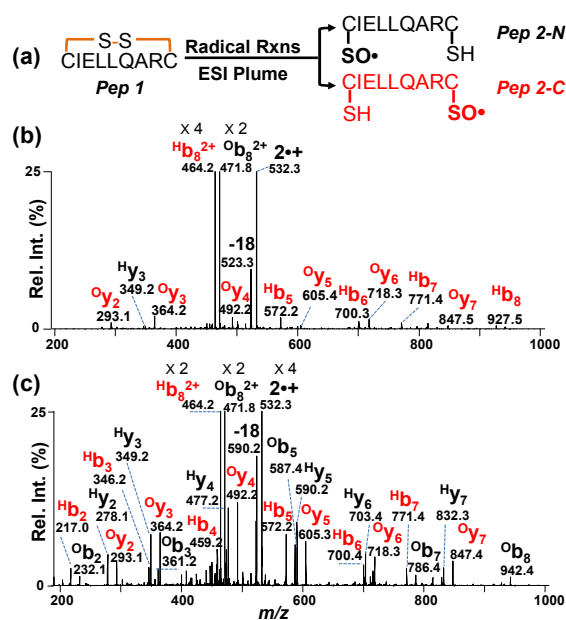 (a)
S-S
CIELLQARC
Pep 1
Radical Rxns
ESI Plume
CIELLQARC
SO•
SH
Pep 2-N
CIELLQARC
SH
SO•
Pep 2-C
(b)
X 4
X 2
ᴴb₈²⁺
464.2
ᴼb₈²⁺
471.8
2•+
532.3
25
Rel. Int. (%)
-18
523.3
ᴴy₃
349.2
ᴼy₂
293.1
ᴼy₃
364.2
ᴼy₄
492.2
ᴴb₅
572.2
ᴼy₅
605.4
ᴴb₆
700.3
ᴼy₆
718.3
ᴴb₇
771.4
ᴼy₇
847.5
ᴴb₈
927.5
0
200
400
600
800
1000
(c)
X 2
X 2
X 4
ᴴb₈²⁺
464.2
ᴼb₈²⁺
471.8
2•+
532.3
25
Rel. Int. (%)
-18
590.2
ᴴb₂
217.0
ᴼb₂
232.1
ᴴy₂
278.1
ᴼy₂
293.1
ᴴb₃
346.2
ᴴy₃
349.2
ᴼy₃
364.2
ᴼb₃
361.2
ᴴb₄
459.2
ᴴy₄
477.2
ᴼy₄
492.2
ᴴb₅
572.2
ᴼb₅
587.4
ᴴy₅
590.2
ᴼy₅
605.3
ᴴb₆
700.4
ᴴy₆
703.4
ᴼy₆
718.3
ᴴb₇
771.4
ᴼb₇
786.4
ᴴy₇
832.3
ᴼy₇
847.4
ᴼb₈
942.4
0
200
400
600
800
1000
m/z